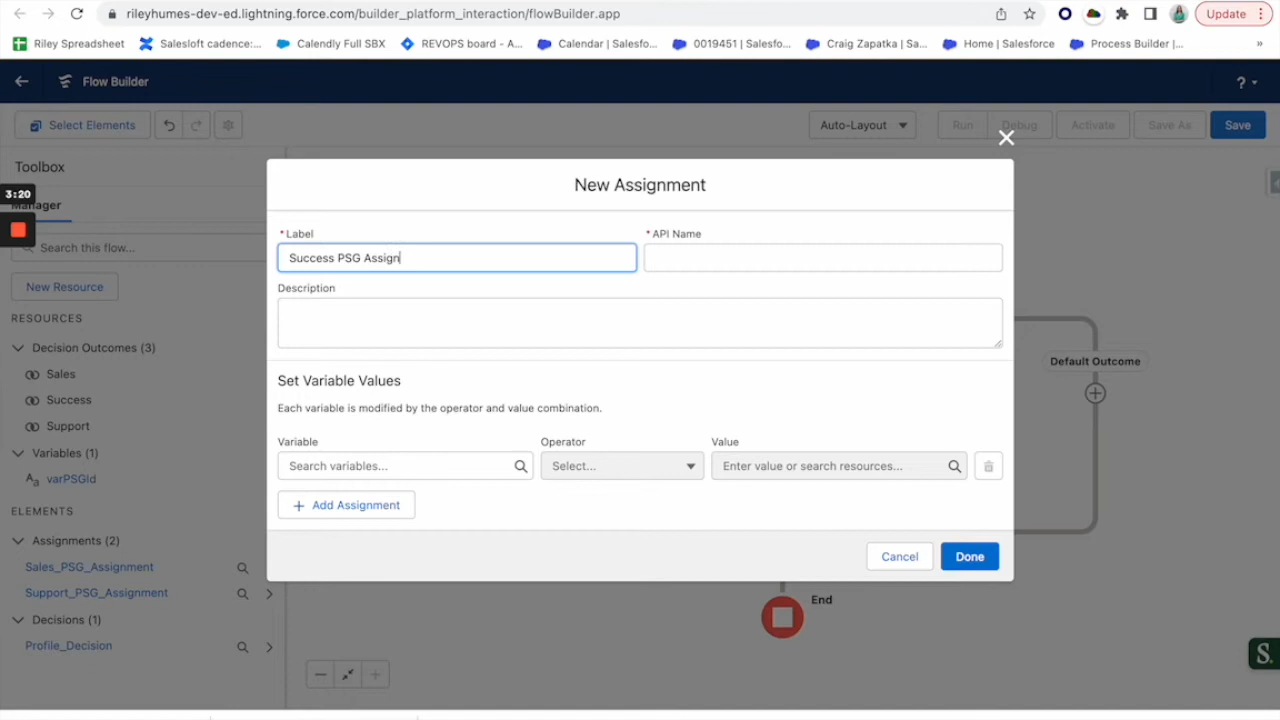 rileyhumes-dev-ed.lightning.force.com/builder_platform_interaction/flowBuilder.app
Update
Riley Spreadsheet
Salesloft cadence:...
Calendly Full SBX
REVOPS board - A...
Calendar | Salesfo...
0019451 | Salesfo...
Craig Zapatka | Sa...
Home | Salesforce
Process Builder |...
»
Flow Builder
?
Select Elements
Auto-Layout
Run
Debug
Activate
Save As
Save
Toolbox
3:20
Manager
Search this flow...
New Resource
RESOURCES
Decision Outcomes (3)
Sales
Success
Support
Variables (1)
varPSGId
ELEMENTS
Assignments (2)
Sales_PSG_Assignment
Support_PSG_Assignment
Decisions (1)
Profile_Decision
New Assignment
* Label
* API Name
Success PSG Assign
Description
Set Variable Values
Each variable is modified by the operator and value combination.
Variable
Operator
Value
Search variables...
Select...
Enter value or search resources...
Add Assignment
Cancel
Done
Default Outcome
End
S.